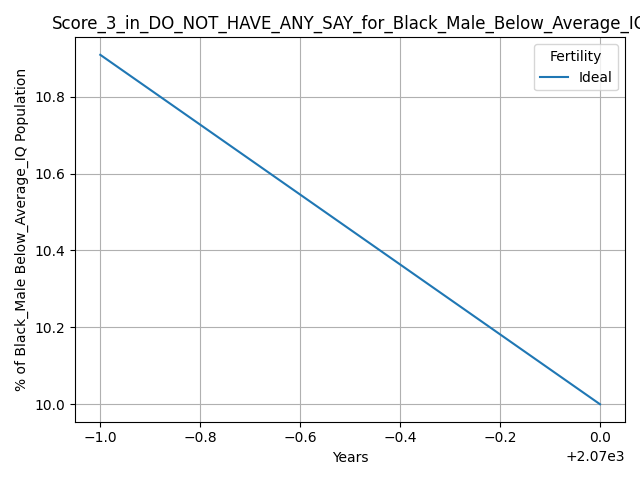 Score_3_in_DO_NOT_HAVE_ANY_SAY_for_Black_Male_Below_Average_IQ
Fertility
Ideal
% of Black_Male Below_Average_IQ Population
10.8
10.6
10.4
10.2
10.0
−1.0 −0.8 −0.6 −0.4 −0.2 0.0
Years
+2.07e3